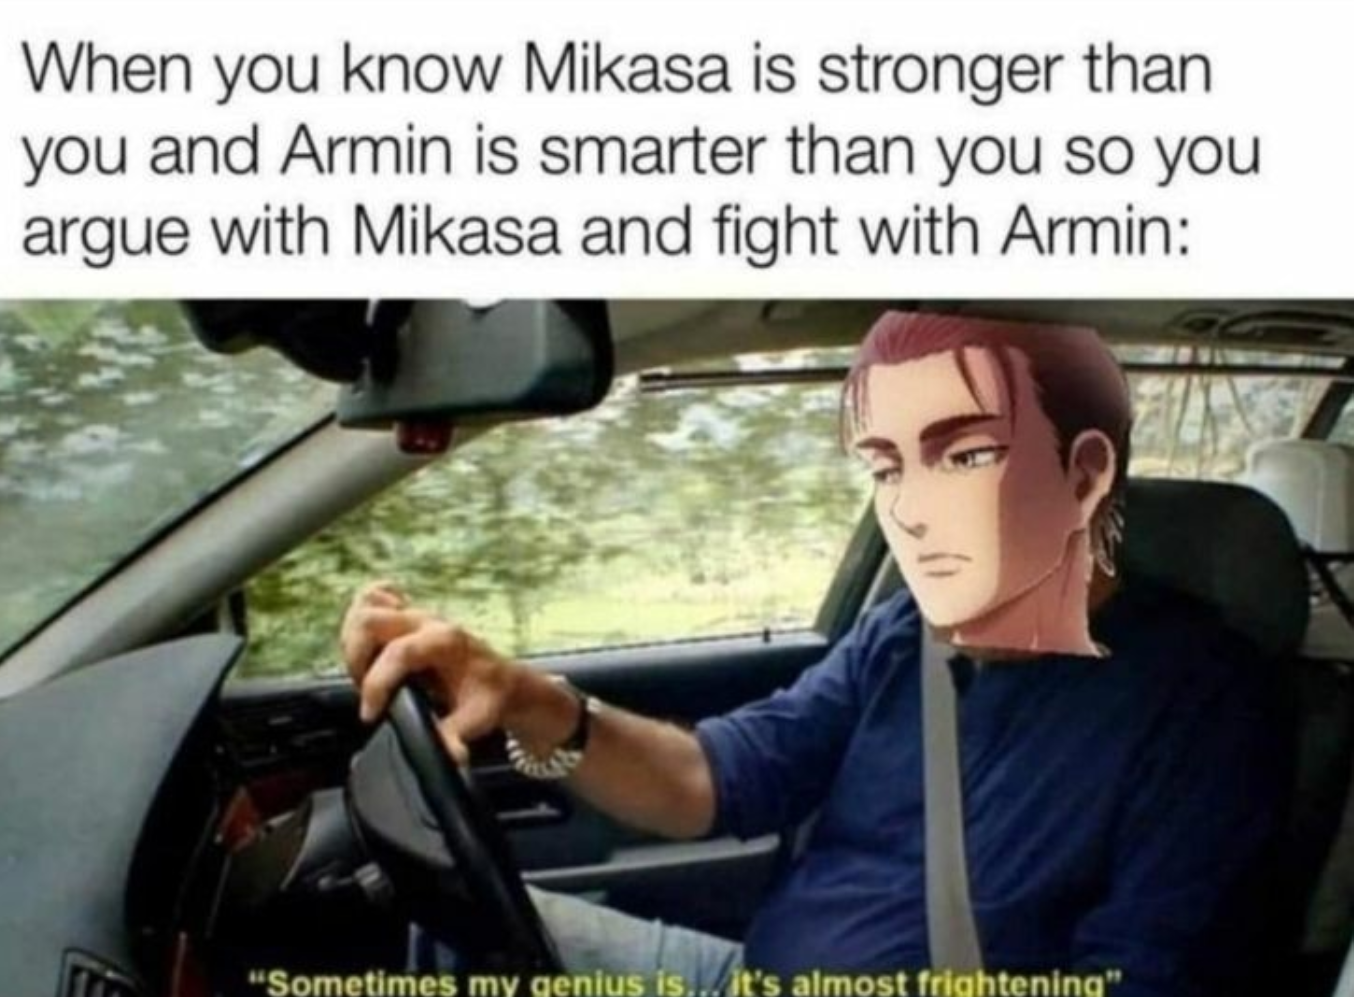 When you know Mikasa is stronger than
you and Armin is smarter than you so you
argue with Mikasa and fight with Armin:
"Sometimes my genius is... it's almost frightening"